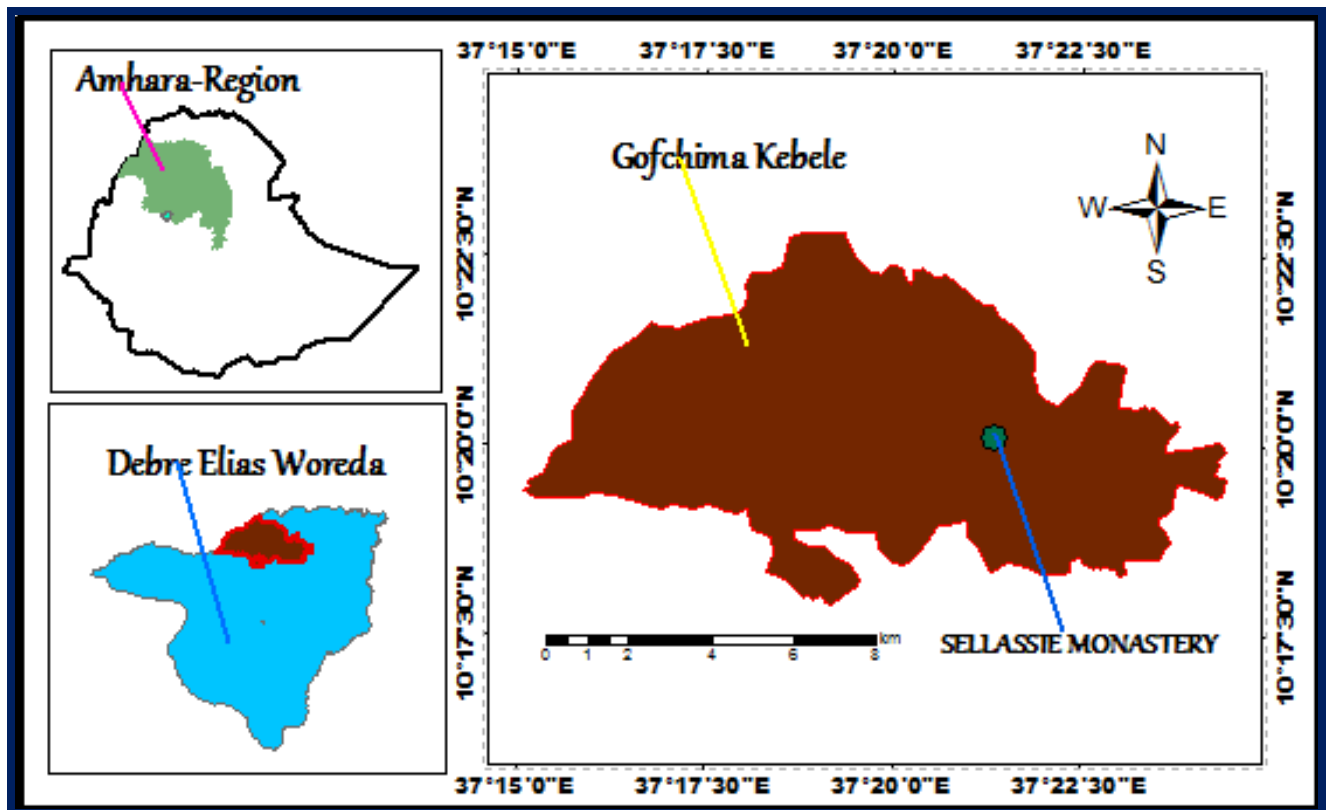 Amhara-Region
Debre Elias Woreda
37°15'0"E 37°17'30"E 37°20'0"E 37°22'30"E
Gofchima Kebele
N
W E
S
10°22'30"N 10°22'30"N
10°20'0"N 10°20'0"N
10°17'30"N 10°17'30"N
km
0 1 2 4 6 8
SELLASSIE MONASTERY
37°15'0"E 37°17'30"E 37°20'0"E 37°22'30"E